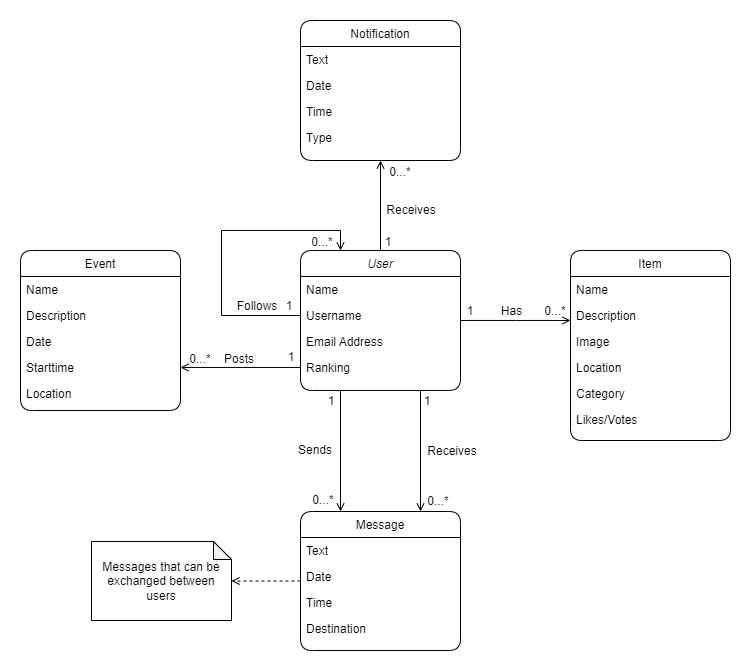 Notification
Text
Date
Time
Type
0...*
Receives
1
0...*
Follows 1
Event
Name
Description
Date
Starttime
Location
0...* Posts 1
User
Name
Username
Email Address
Ranking
1 Has 0...*
Item
Name
Description
Image
Location
Category
Likes/Votes
1
1
Sends
Receives
0...*
0...*
Message
Text
Date
Time
Destination
Messages that can be
exchanged between
users